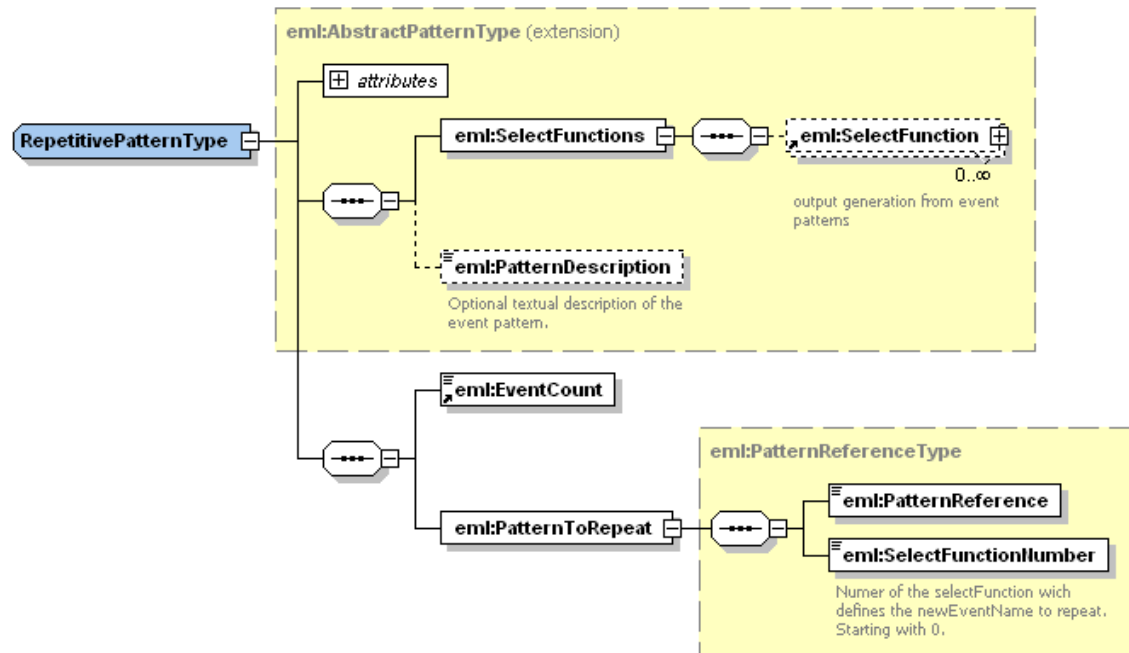 eml:AbstractPatternType (extension)
attributes
RepetitivePatternType
eml:SelectFunctions
eml:SelectFunction
0..∞
output generation from event
patterns
eml:PatternDescription
Optional textual description of the
event pattern.
eml:EventCount
eml:PatternReferenceType
eml:PatternToRepeat
eml:PatternReference
eml:SelectFunctionNumber
Numer of the selectFunction wich
defines the newEventName to repeat.
Starting with 0.